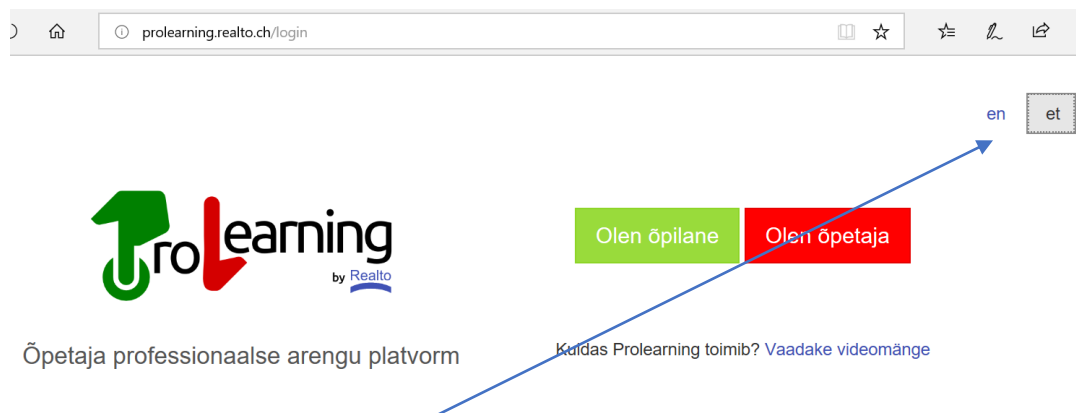 prolearning.realto.ch/login
en et
ProLearning
by Realto
Olen õpilane Olen õpetaja
Õpetaja professionaalse arengu platvorm
Kuidas Prolearning toimib? Vaadake videomänge